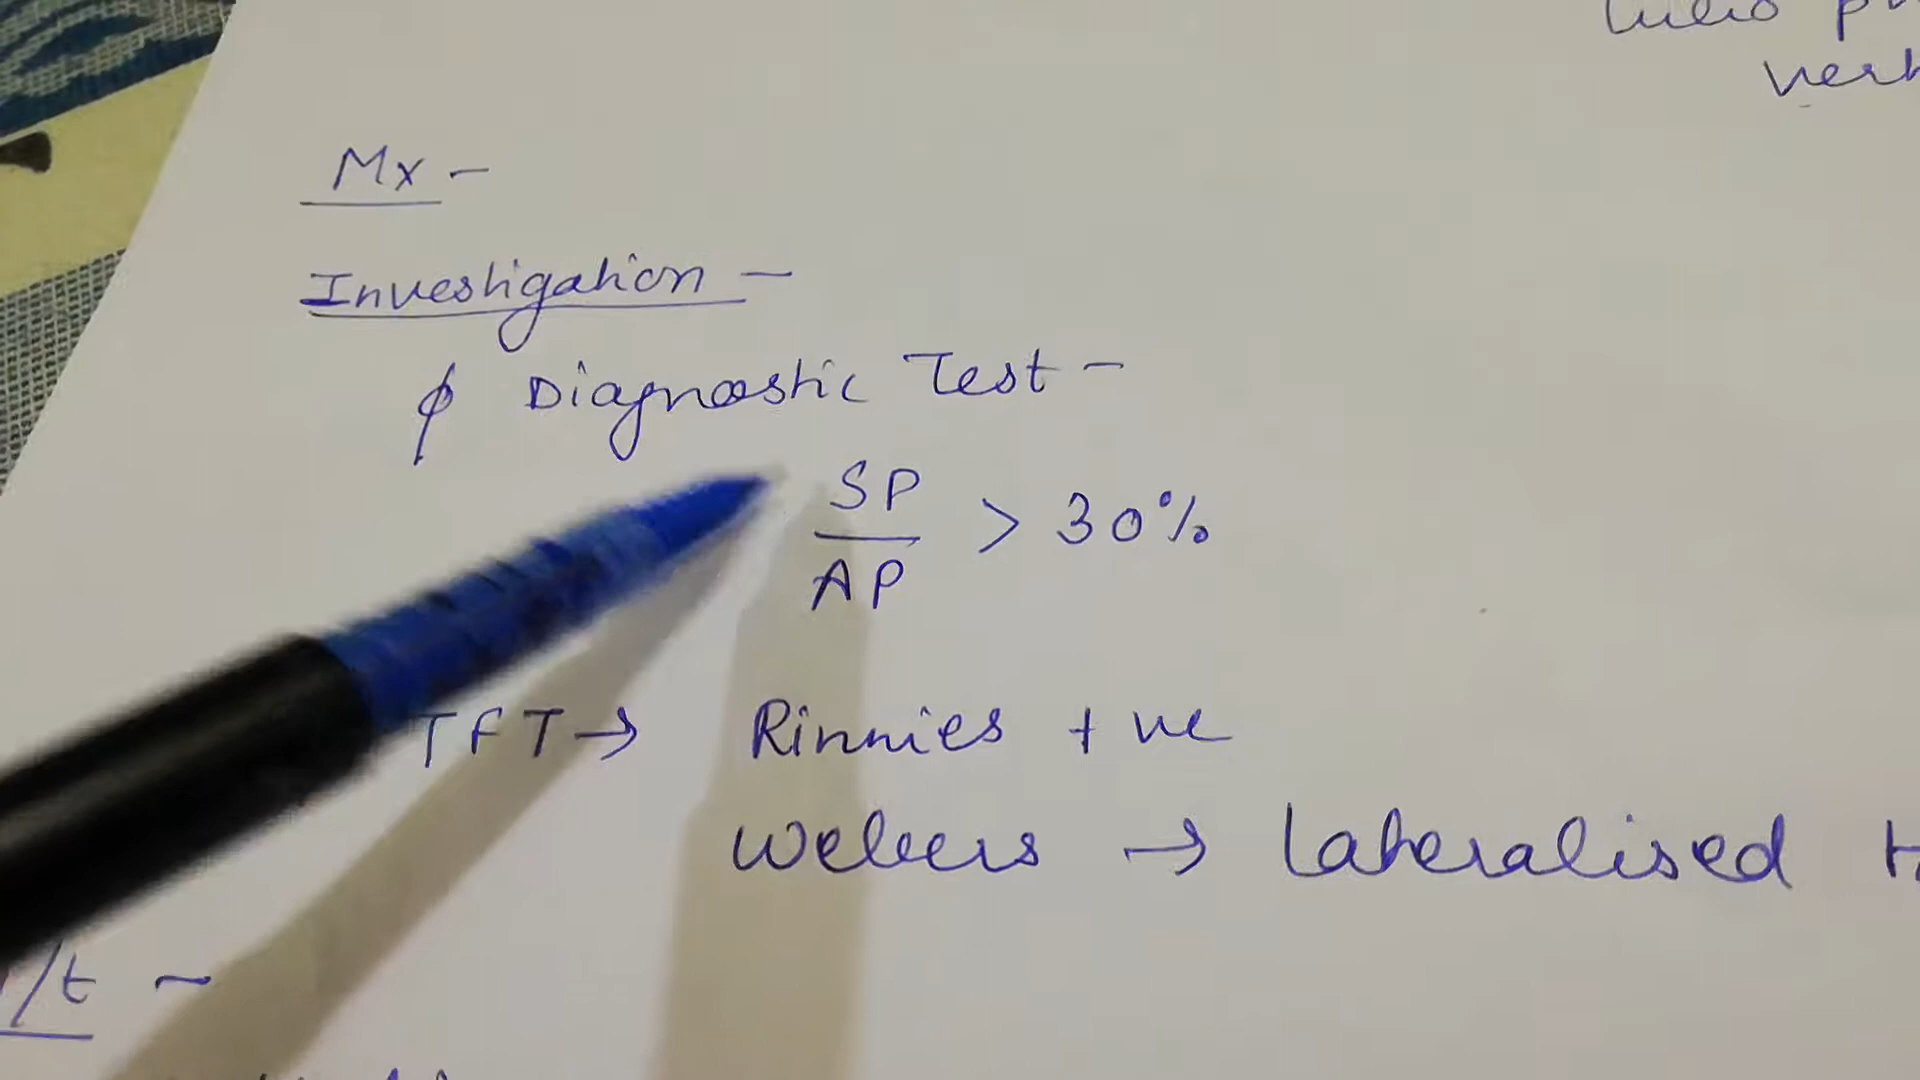 Mx -
Investigation -
ϕ Diagnostic Test -
SP
> 30%
AP
TFT → Rinnies +ve
Webers → lateralised
/t ~